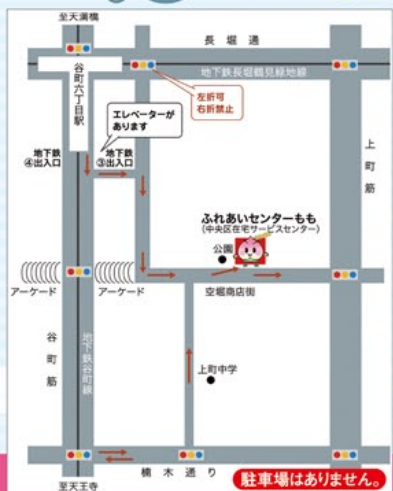 至天満橋
長堀通
地下鉄長堀鶴見緑地線
谷町六丁目駅
左折可
右折禁止
エレベーターが
あります
地下鉄
④出入口
地下鉄
③出入口
上町筋
ふれあいセンターもも
(中央区在宅サービスセンター)
公園
アーケード
アーケード
空堀商店街
谷町筋
地下鉄谷町線
上町中学
楠木通り
至天王寺
駐車場はありません。